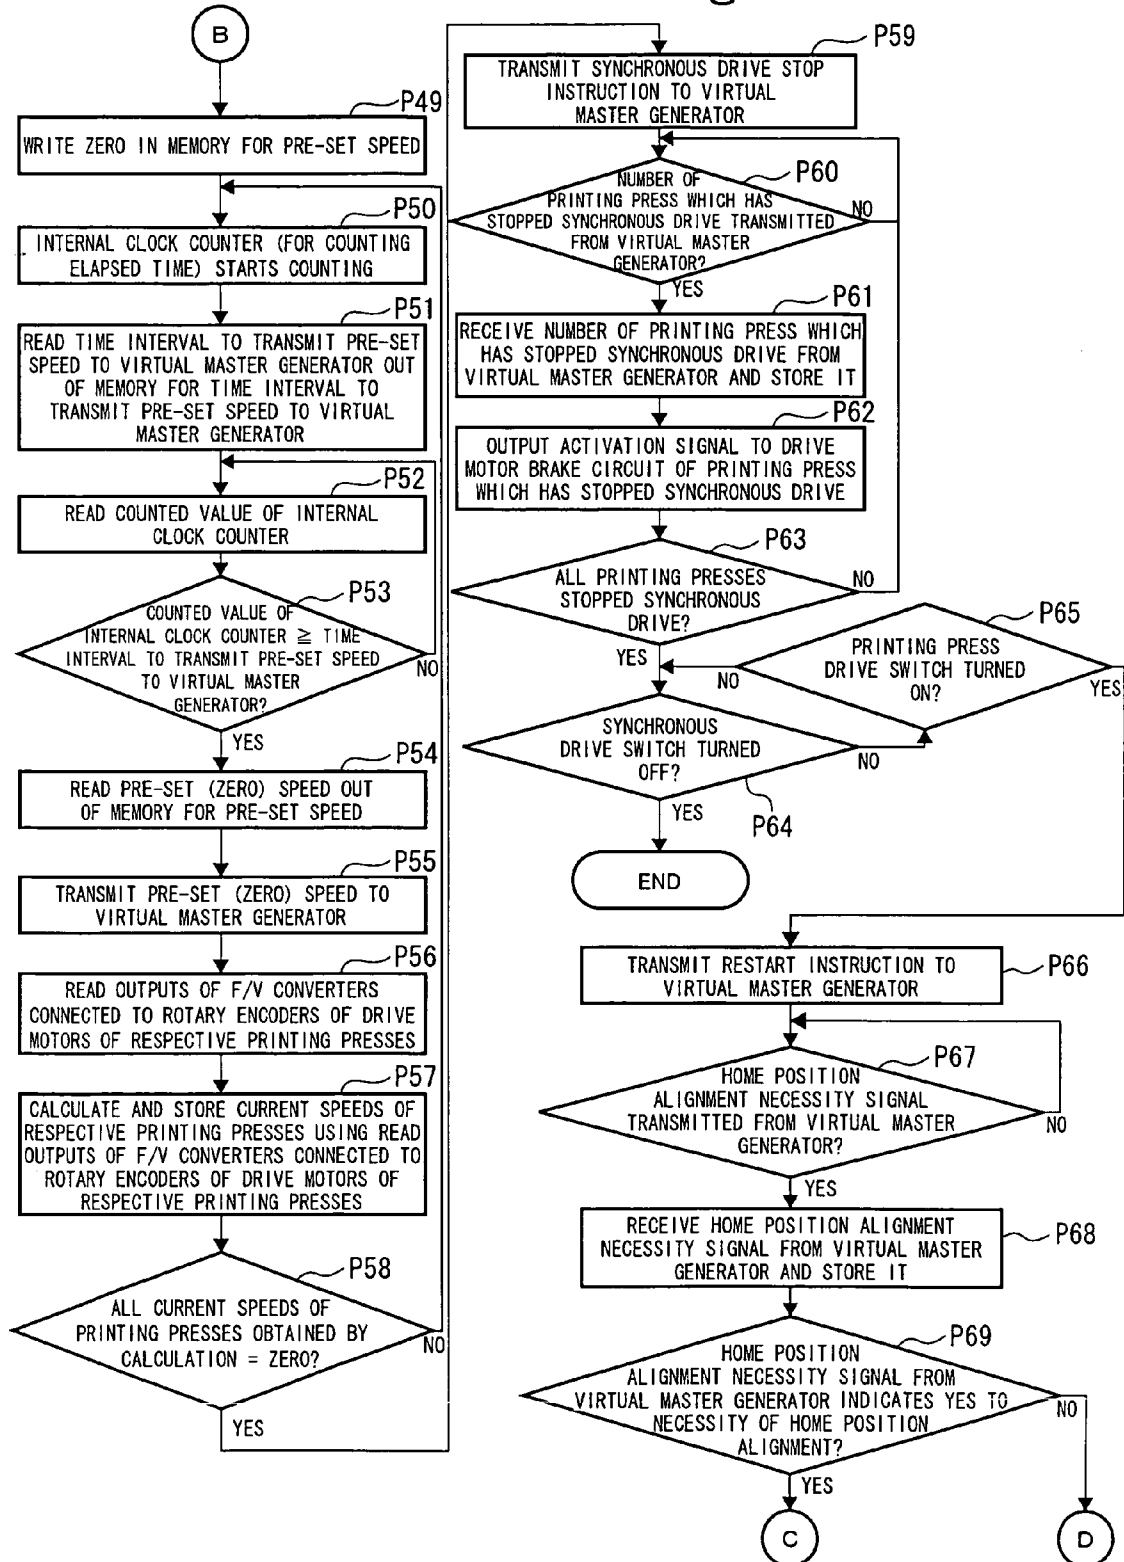 B
P49
WRITE ZERO IN MEMORY FOR PRE-SET SPEED
P50
INTERNAL CLOCK COUNTER (FOR COUNTING
ELAPSED TIME) STARTS COUNTING
P51
READ TIME INTERVAL TO TRANSMIT PRE-SET
SPEED TO VIRTUAL MASTER GENERATOR OUT
OF MEMORY FOR TIME INTERVAL TO
TRANSMIT PRE-SET SPEED TO VIRTUAL
MASTER GENERATOR
P52
READ COUNTED VALUE OF INTERNAL
CLOCK COUNTER
P53
COUNTED VALUE OF
INTERNAL CLOCK COUNTER ≧ TIME
INTERVAL TO TRANSMIT PRE-SET SPEED
TO VIRTUAL MASTER
GENERATOR?
NO
YES
P54
READ PRE-SET (ZERO) SPEED OUT
OF MEMORY FOR PRE-SET SPEED
P55
TRANSMIT PRE-SET (ZERO) SPEED TO
VIRTUAL MASTER GENERATOR
P56
READ OUTPUTS OF F/V CONVERTERS
CONNECTED TO ROTARY ENCODERS OF DRIVE
MOTORS OF RESPECTIVE PRINTING PRESSES
P57
CALCULATE AND STORE CURRENT SPEEDS OF
RESPECTIVE PRINTING PRESSES USING READ
OUTPUTS OF F/V CONVERTERS CONNECTED TO
ROTARY ENCODERS OF DRIVE MOTORS OF
RESPECTIVE PRINTING PRESSES
P58
ALL CURRENT SPEEDS OF
PRINTING PRESSES OBTAINED BY
CALCULATION = ZERO?
NO
YES
P59
TRANSMIT SYNCHRONOUS DRIVE STOP
INSTRUCTION TO VIRTUAL
MASTER GENERATOR
P60
NUMBER OF
PRINTING PRESS WHICH HAS
STOPPED SYNCHRONOUS DRIVE TRANSMITTED
FROM VIRTUAL MASTER
GENERATOR?
NO
YES
P61
RECEIVE NUMBER OF PRINTING PRESS WHICH
HAS STOPPED SYNCHRONOUS DRIVE FROM
VIRTUAL MASTER GENERATOR AND STORE IT
P62
OUTPUT ACTIVATION SIGNAL TO DRIVE
MOTOR BRAKE CIRCUIT OF PRINTING PRESS
WHICH HAS STOPPED SYNCHRONOUS DRIVE
P63
ALL PRINTING PRESSES
STOPPED SYNCHRONOUS
DRIVE?
NO
YES
P65
PRINTING PRESS
DRIVE SWITCH TURNED
ON?
NO
YES
SYNCHRONOUS
DRIVE SWITCH TURNED
OFF?
NO
YES
P64
END
TRANSMIT RESTART INSTRUCTION TO
VIRTUAL MASTER GENERATOR
P66
P67
HOME POSITION
ALIGNMENT NECESSITY SIGNAL
TRANSMITTED FROM VIRTUAL MASTER
GENERATOR?
NO
YES
RECEIVE HOME POSITION ALIGNMENT
NECESSITY SIGNAL FROM VIRTUAL MASTER
GENERATOR AND STORE IT
P68
P69
HOME POSITION
ALIGNMENT NECESSITY SIGNAL FROM
VIRTUAL MASTER GENERATOR INDICATES YES TO
NECESSITY OF HOME POSITION
ALIGNMENT?
NO
YES
C
D